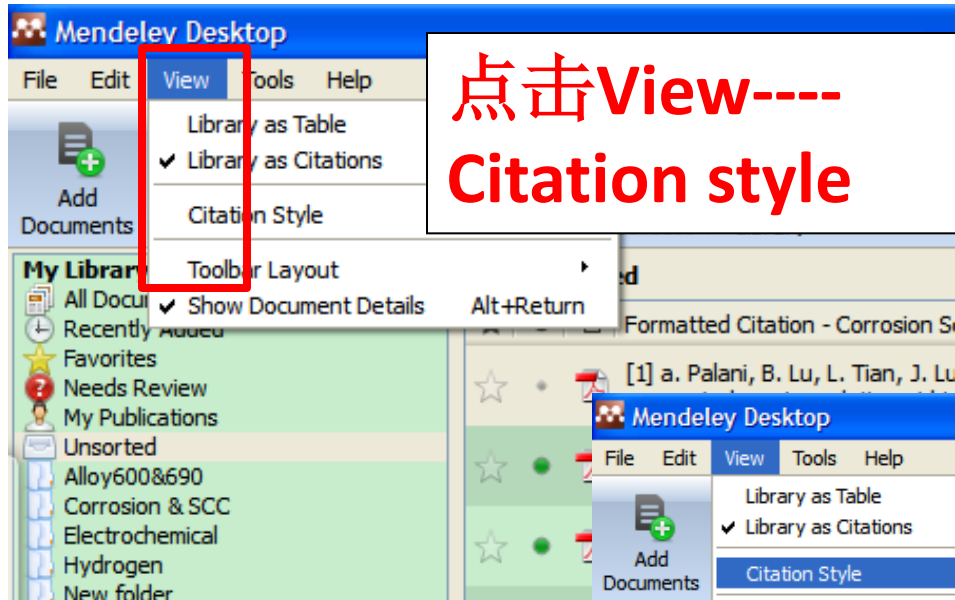 Mendeley Desktop
File Edit View Tools Help
点击View----
Citation style
Library as Table
Library as Citations
Citation Style
Toolbar Layout
Show Document Details Alt+Return
Add
Documents
My Library
All Docu
Recently Added
Favorites
Needs Review
My Publications
Unsorted
Alloy600&690
Corrosion & SCC
Electrochemical
Hydrogen
New folder
ed
Formatted Citation - Corrosion S
[1] a. Palani, B. Lu, L. Tian, J. Lu
Mendeley Desktop
File Edit View Tools Help
Library as Table
Library as Citations
Citation Style
Add
Documents